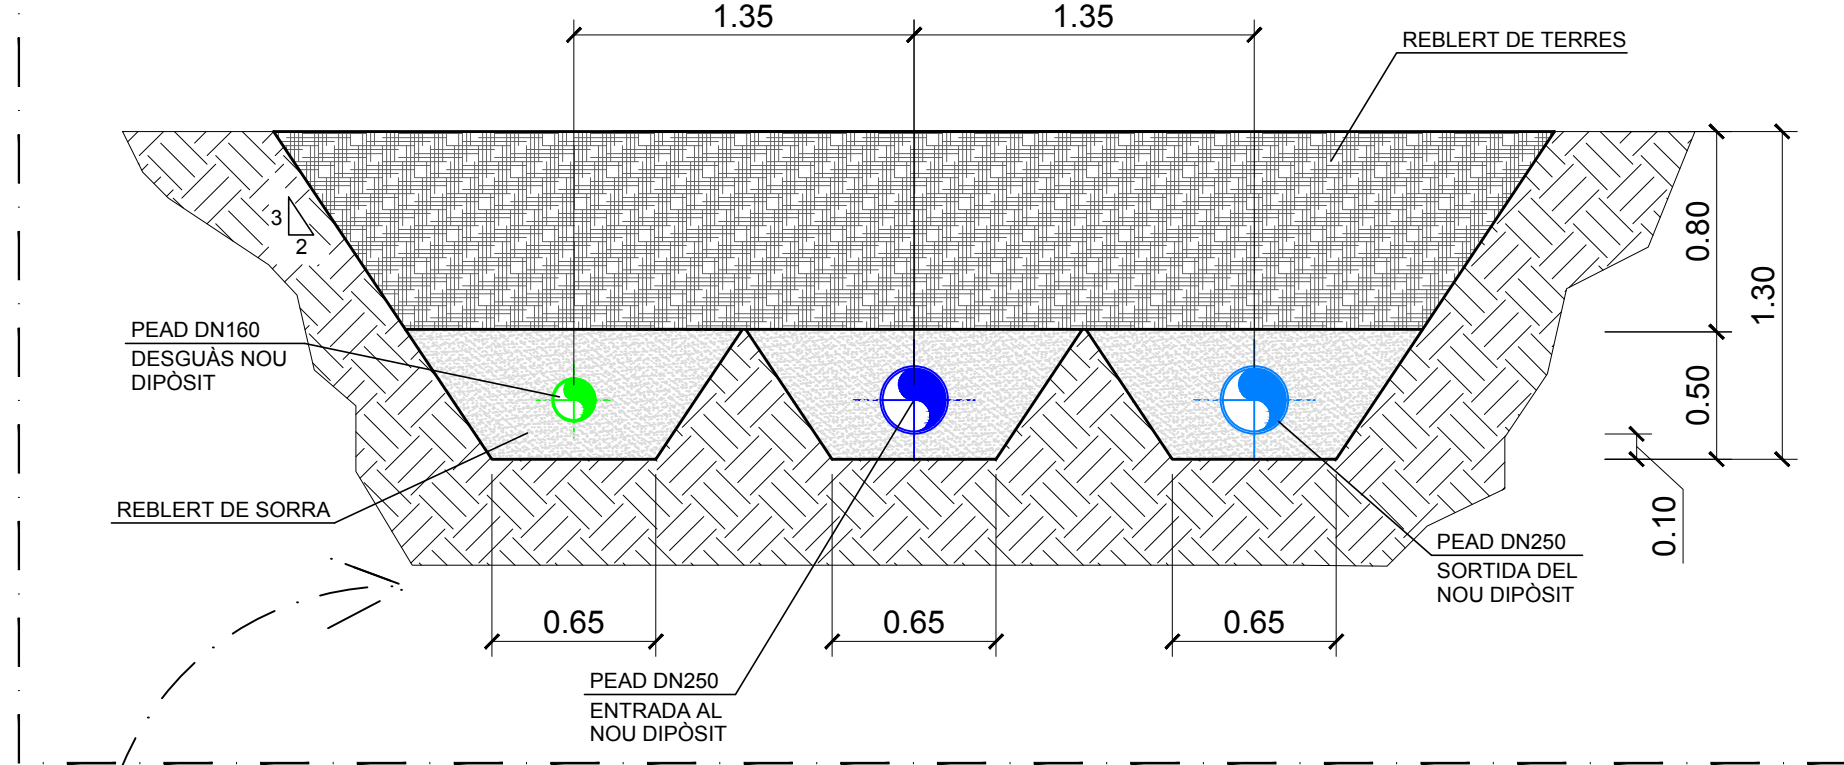 1.35
1.35
REBLERT DE TERRES
3
2
0.80
1.30
PEAD DN160
DESGUÀS NOU
DIPÒSIT
0.50
REBLERT DE SORRA
0.10
PEAD DN250
SORTIDA DEL
NOU DIPÒSIT
0.65
0.65
0.65
PEAD DN250
ENTRADA AL
NOU DIPÒSIT